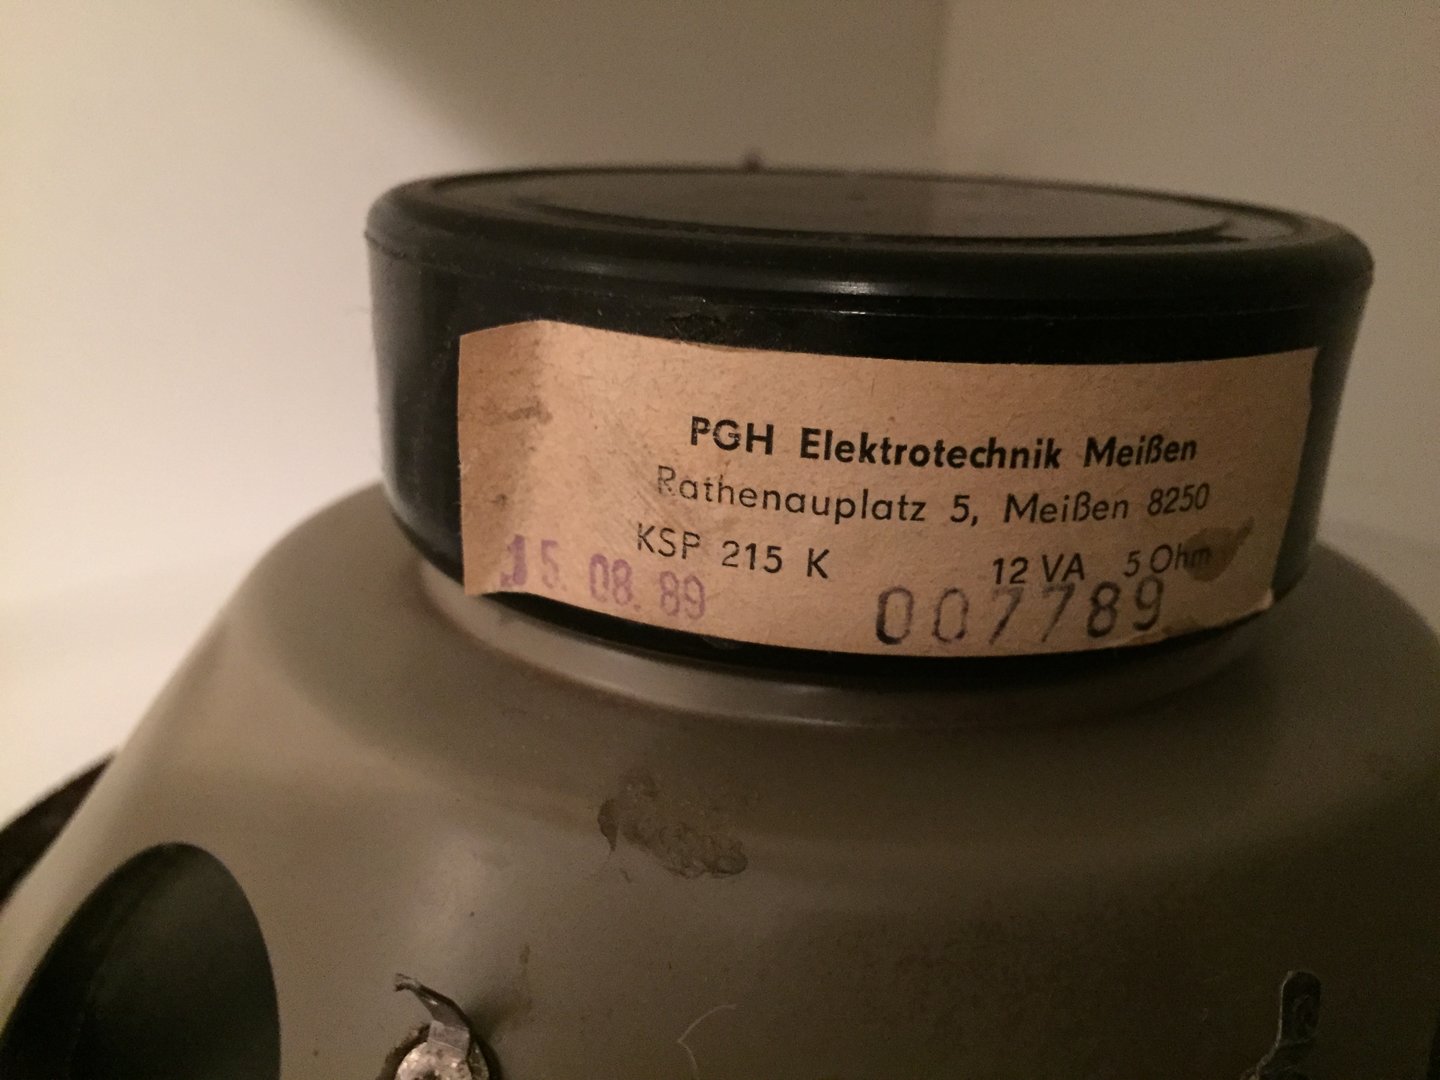 PGH Elektrotechnik Meißen
Rathenauplatz 5, Meißen 8250
KSP 215 K 12 VA 5 Ohm
15. 08. 89 007789